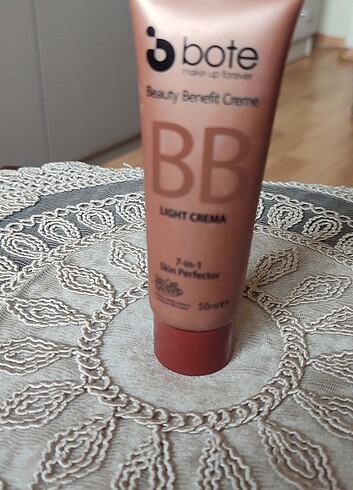 bote
make up forever
Beauty Benefit Creme
BB
LIGHT CREMA
7-in-1
Skin Perfector
50ml e